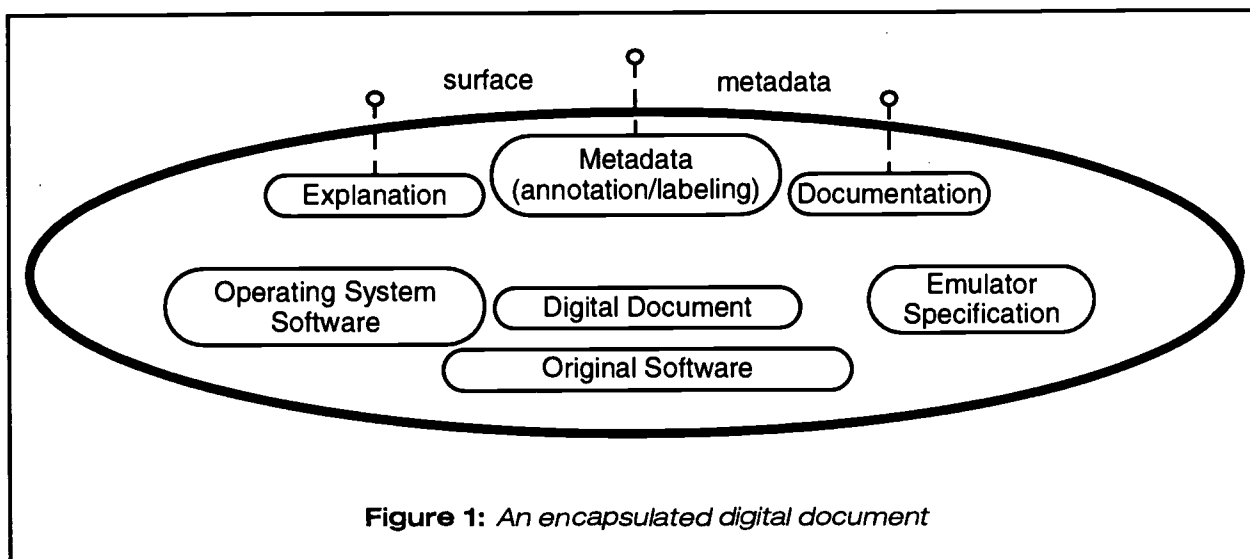 surface metadata
Metadata
(annotation/labeling)
Explanation
Documentation
Operating System
Software
Digital Document
Emulator
Specification
Original Software
Figure 1: An encapsulated digital document